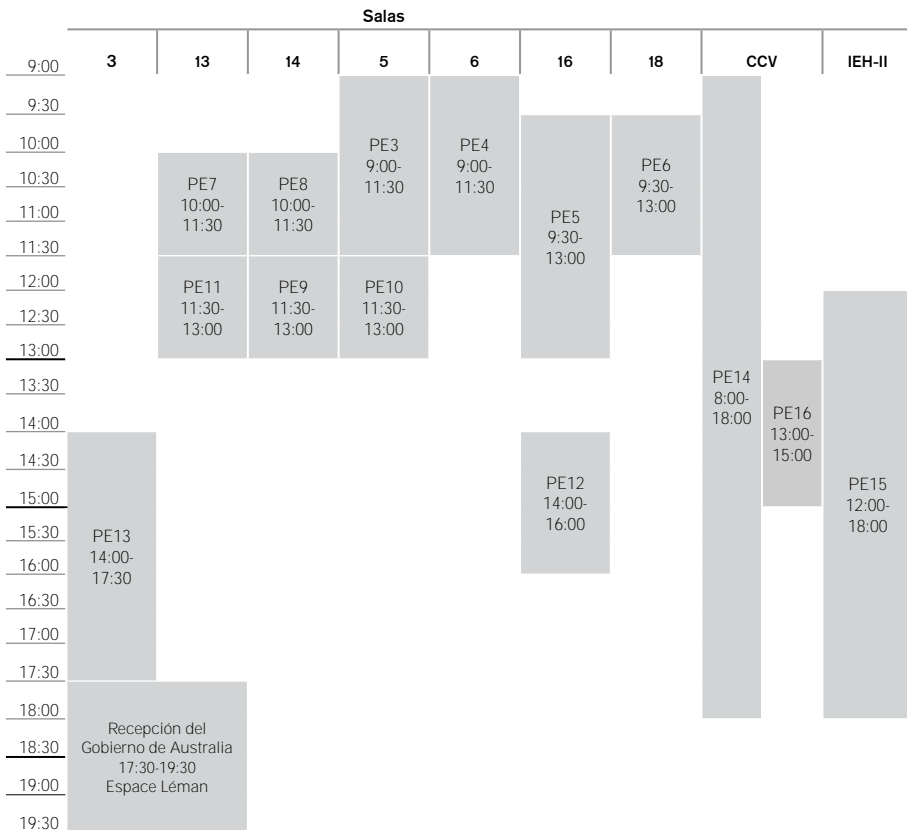 Salas
3 13 14 5 6 16 18 CCV IEH-II
9:00
9:30
10:00
10:30
11:00
11:30
12:00
12:30
13:00
13:30
14:00
14:30
15:00
15:30
16:00
16:30
17:00
17:30
18:00
18:30
19:00
19:30
PE13
14:00-
17:30
Recepción del
Gobierno de Australia
17:30-19:30
Espace Léman
PE7
10:00-
11:30
PE11
11:30-
13:00
PE8
10:00-
11:30
PE9
11:30-
13:00
PE3
9:00-
11:30
PE10
11:30-
13:00
PE4
9:00-
11:30
PE5
9:30-
13:00
PE12
14:00-
16:00
PE6
9:30-
13:00
PE14
8:00-
18:00
PE16
13:00-
15:00
PE15
12:00-
18:00